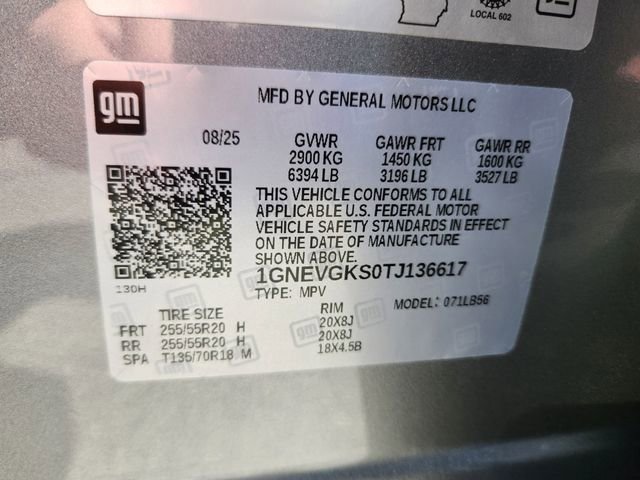 LOCAL 602
gm
MFD BY GENERAL MOTORS LLC
08/25 GVWR GAWR FRT GAWR RR
2900 KG 1450 KG 1600 KG
6394 LB 3196 LB 3527 LB
THIS VEHICLE CONFORMS TO ALL
APPLICABLE U.S. FEDERAL MOTOR
VEHICLE SAFETY STANDARDS IN EFFECT
ON THE DATE OF MANUFACTURE
SHOWN ABOVE.
1GNEVGKS0TJ136617
130H
TYPE: MPV MODEL: 071LB56
TIRE SIZE RIM
FRT 255/55R20 H 20X8J
RR 255/55R20 H 20X8J
SPA T135/70R18 M 18X4.5B